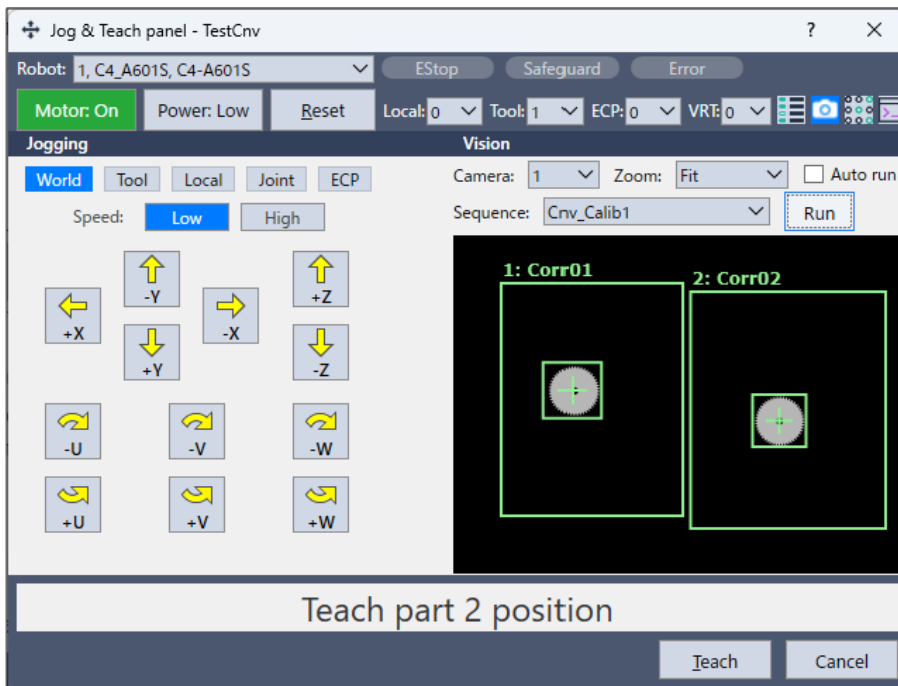 Jog & Teach panel - TestCnv ? ×
Robot: 1, C4_A601S, C4-A601S EStop Safeguard Error
Motor: On Power: Low Reset Local: 0 Tool: 1 ECP: 0 VRT: 0
Jogging Vision
World Tool Local Joint ECP Camera: 1 Zoom: Fit Auto run
Speed: Low High Sequence: Cnv_Calib1 Run
1: Corr01
2: Corr02
-Y +Z
+X -X
+Y -Z
-U -V -W
+U +V +W
Teach part 2 position
Teach Cancel